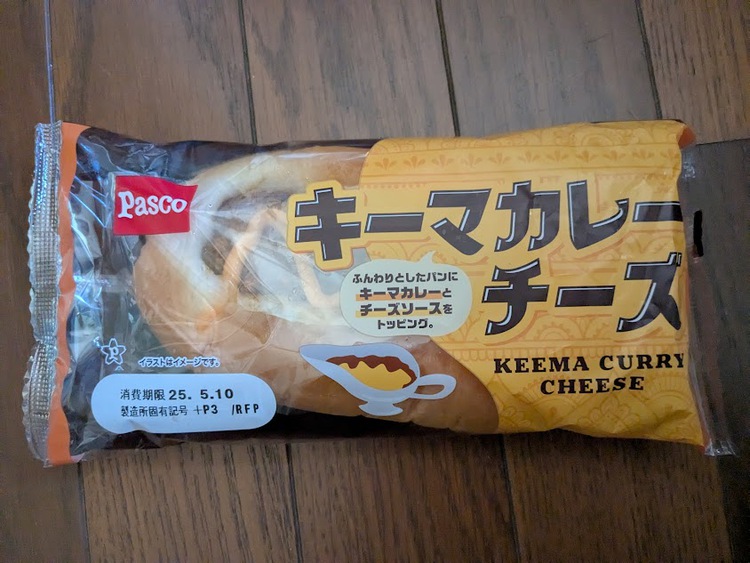 Pasco
キーマカレー
チーズ
ふんわりとしたパンに
キーマカレーと
チーズソースを
トッピング。
KEEMA CURRY
CHEESE
イラストはイメージです。
消費期限 25. 5.10
製造所固有記号 +P3 /RFP